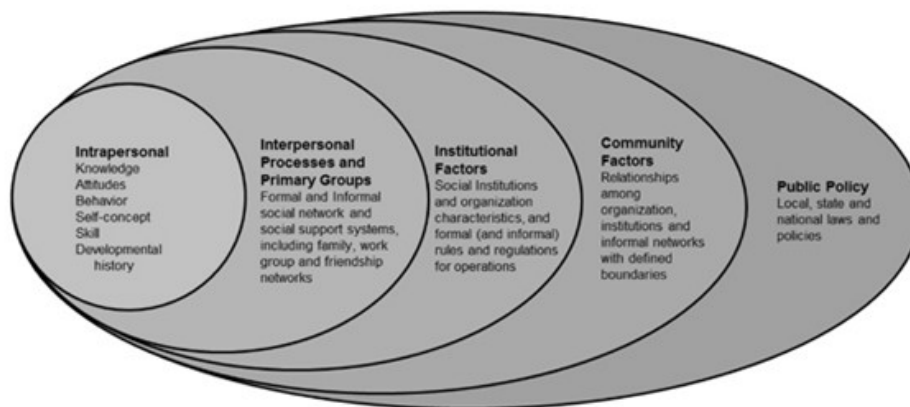 Intrapersonal
Knowledge
Attitudes
Behavior
Self-concept
Skill
Developmental
history
Interpersonal
Processes and
Primary Groups
Formal and Informal
social network and
social support systems,
including family, work
group and friendship
networks
Institutional
Factors
Social Institutions
and organization
characteristics, and
formal (and informal)
rules and regulations
for operations
Community
Factors
Relationships
among
organization,
institutions and
informal networks
with defined
boundaries
Public Policy
Local, state and
national laws and
policies